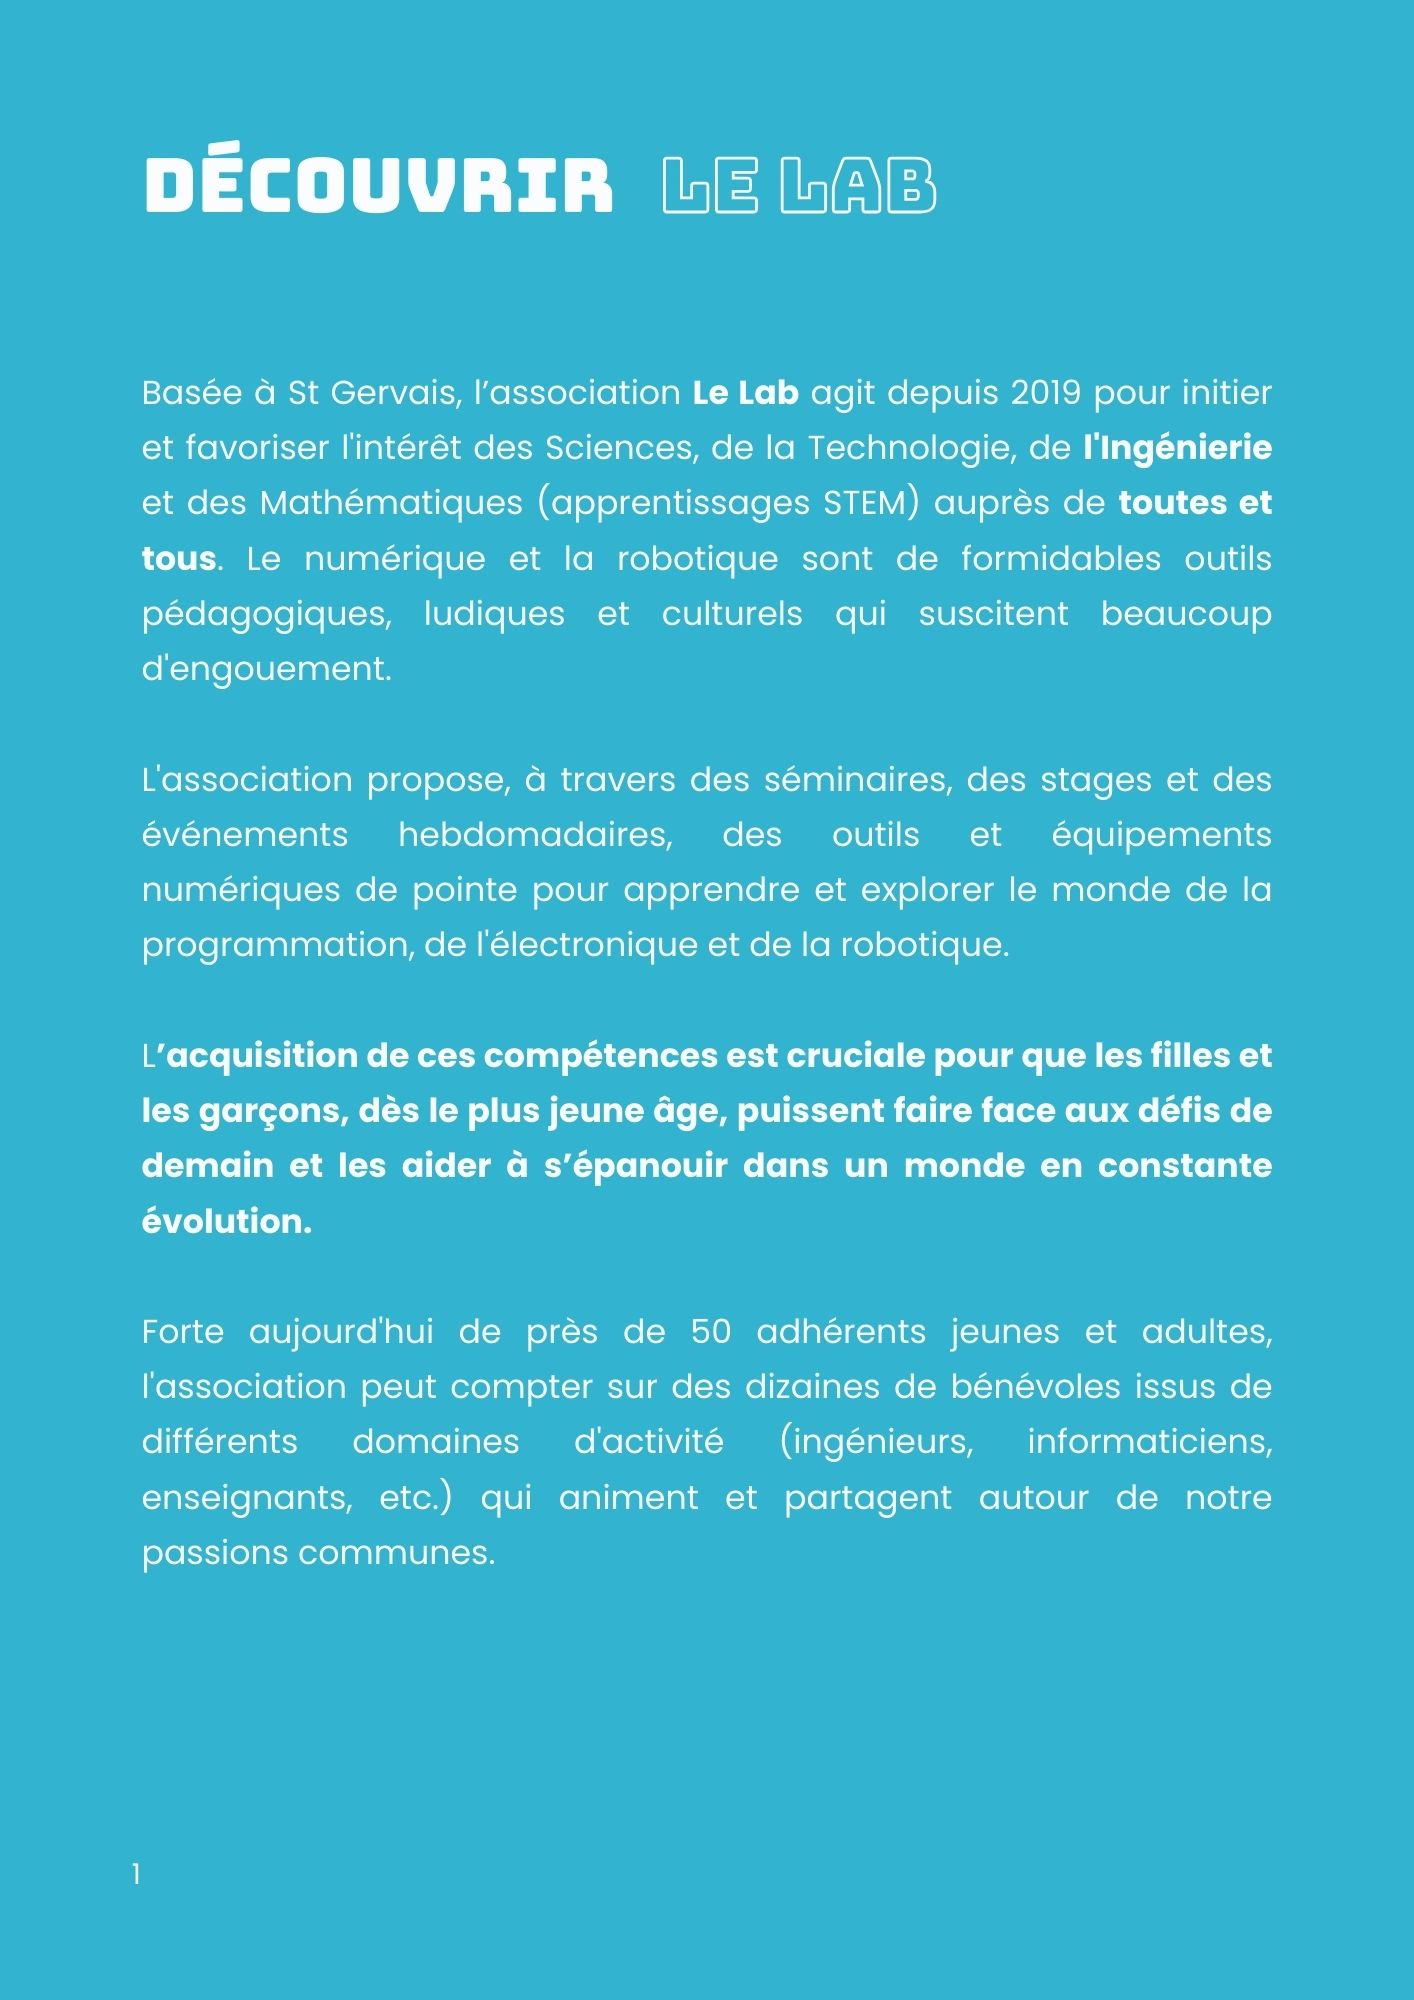 DÉCOUVRIR LE LAB
Basée à St Gervais, l’association Le Lab agit depuis 2019 pour initier
et favoriser l'intérêt des Sciences, de la Technologie, de l'Ingénierie
et des Mathématiques (apprentissages STEM) auprès de toutes et
tous. Le numérique et la robotique sont de formidables outils
pédagogiques, ludiques et culturels qui suscitent beaucoup
d'engouement.
L'association propose, à travers des séminaires, des stages et des
événements hebdomadaires, des outils et équipements
numériques de pointe pour apprendre et explorer le monde de la
programmation, de l'électronique et de la robotique.
L’acquisition de ces compétences est cruciale pour que les filles et
les garçons, dès le plus jeune âge, puissent faire face aux défis de
demain et les aider à s’épanouir dans un monde en constante
évolution.
Forte aujourd'hui de près de 50 adhérents jeunes et adultes,
l'association peut compter sur des dizaines de bénévoles issus de
différents domaines d'activité (ingénieurs, informaticiens,
enseignants, etc.) qui animent et partagent autour de notre
passions communes.
1